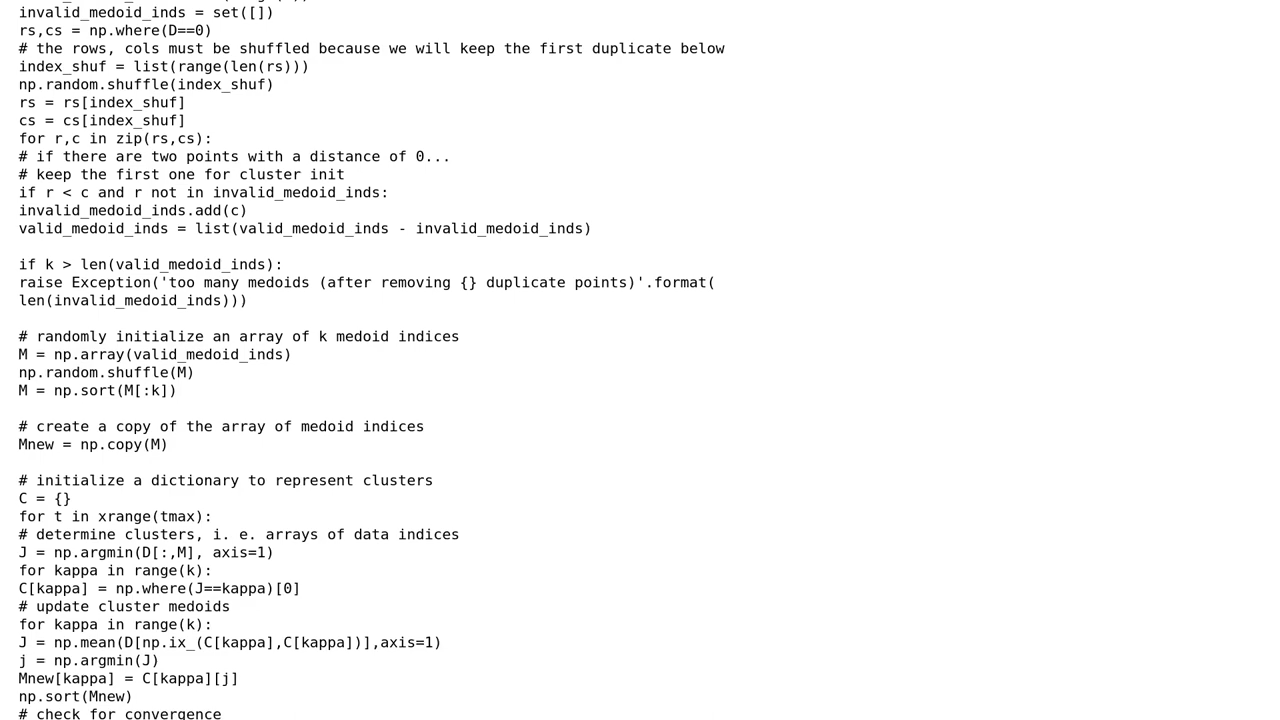 invalid_medoid_inds = set([])
rs,cs = np.where(D==0)
# the rows, cols must be shuffled because we will keep the first duplicate below
index_shuf = list(range(len(rs)))
np.random.shuffle(index_shuf)
rs = rs[index_shuf]
cs = cs[index_shuf]
for r,c in zip(rs,cs):
# if there are two points with a distance of 0...
# keep the first one for cluster init
if r < c and r not in invalid_medoid_inds:
invalid_medoid_inds.add(c)
valid_medoid_inds = list(valid_medoid_inds - invalid_medoid_inds)

if k > len(valid_medoid_inds):
raise Exception('too many medoids (after removing {} duplicate points)'.format(
len(invalid_medoid_inds)))

# randomly initialize an array of k medoid indices
M = np.array(valid_medoid_inds)
np.random.shuffle(M)
M = np.sort(M[:k])

# create a copy of the array of medoid indices
Mnew = np.copy(M)

# initialize a dictionary to represent clusters
C = {}
for t in xrange(tmax):
# determine clusters, i. e. arrays of data indices
J = np.argmin(D[:,M], axis=1)
for kappa in range(k):
C[kappa] = np.where(J==kappa)[0]
# update cluster medoids
for kappa in range(k):
J = np.mean(D[np.ix_(C[kappa],C[kappa])],axis=1)
j = np.argmin(J)
Mnew[kappa] = C[kappa][j]
np.sort(Mnew)
# check for convergence